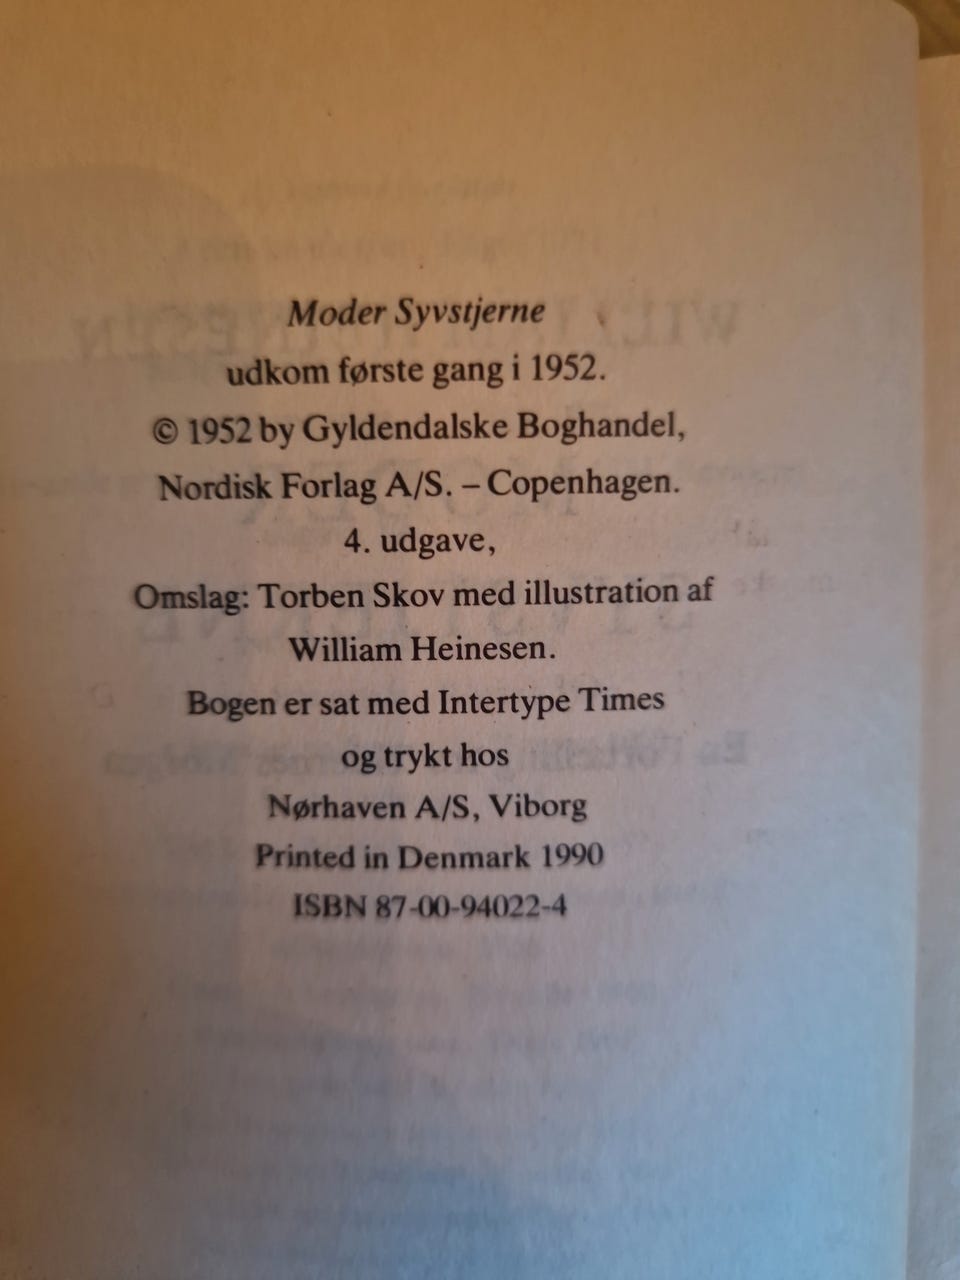 Moder Syvstjerne
udkom første gang i 1952.
© 1952 by Gyldendalske Boghandel,
Nordisk Forlag A/S. – Copenhagen.
4. udgave,
Omslag: Torben Skov med illustration af
William Heinesen.
Bogen er sat med Intertype Times
og trykt hos
Nørhaven A/S, Viborg
Printed in Denmark 1990
ISBN 87-00-94022-4